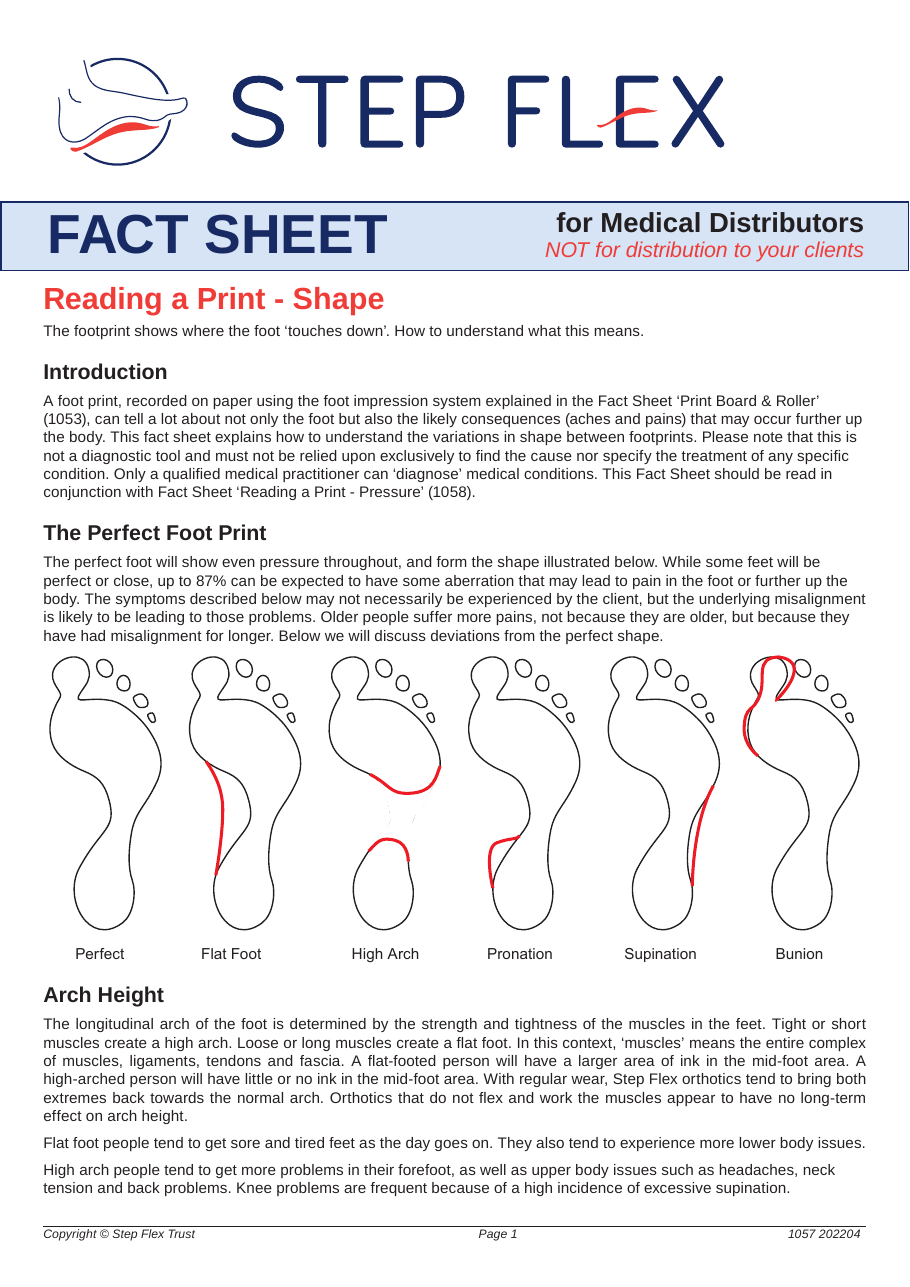 STEP FLEX
FACT SHEET
for Medical Distributors
NOT for distribution to your clients
Reading a Print - Shape
The footprint shows where the foot ‘touches down’. How to understand what this means.
Introduction
A foot print, recorded on paper using the foot impression system explained in the Fact Sheet ‘Print Board & Roller’
(1053), can tell a lot about not only the foot but also the likely consequences (aches and pains) that may occur further up
the body. This fact sheet explains how to understand the variations in shape between footprints. Please note that this is
not a diagnostic tool and must not be relied upon exclusively to find the cause nor specify the treatment of any specific
condition. Only a qualified medical practitioner can ‘diagnose’ medical conditions. This Fact Sheet should be read in
conjunction with Fact Sheet ‘Reading a Print - Pressure’ (1058).
The Perfect Foot Print
The perfect foot will show even pressure throughout, and form the shape illustrated below. While some feet will be
perfect or close, up to 87% can be expected to have some aberration that may lead to pain in the foot or further up the
body. The symptoms described below may not necessarily be experienced by the client, but the underlying misalignment
is likely to be leading to those problems. Older people suffer more pains, not because they are older, but because they
have had misalignment for longer. Below we will discuss deviations from the perfect shape.
Perfect
Flat Foot
High Arch
Pronation
Supination
Bunion
Arch Height
The longitudinal arch of the foot is determined by the strength and tightness of the muscles in the feet. Tight or short
muscles create a high arch. Loose or long muscles create a flat foot. In this context, ‘muscles’ means the entire complex
of muscles, ligaments, tendons and fascia. A flat-footed person will have a larger area of ink in the mid-foot area. A
high-arched person will have little or no ink in the mid-foot area. With regular wear, Step Flex orthotics tend to bring both
extremes back towards the normal arch. Orthotics that do not flex and work the muscles appear to have no long-term
effect on arch height.
Flat foot people tend to get sore and tired feet as the day goes on. They also tend to experience more lower body issues.
High arch people tend to get more problems in their forefoot, as well as upper body issues such as headaches, neck
tension and back problems. Knee problems are frequent because of a high incidence of excessive supination.
Copyright © Step Flex Trust
Page 1
1057 202204